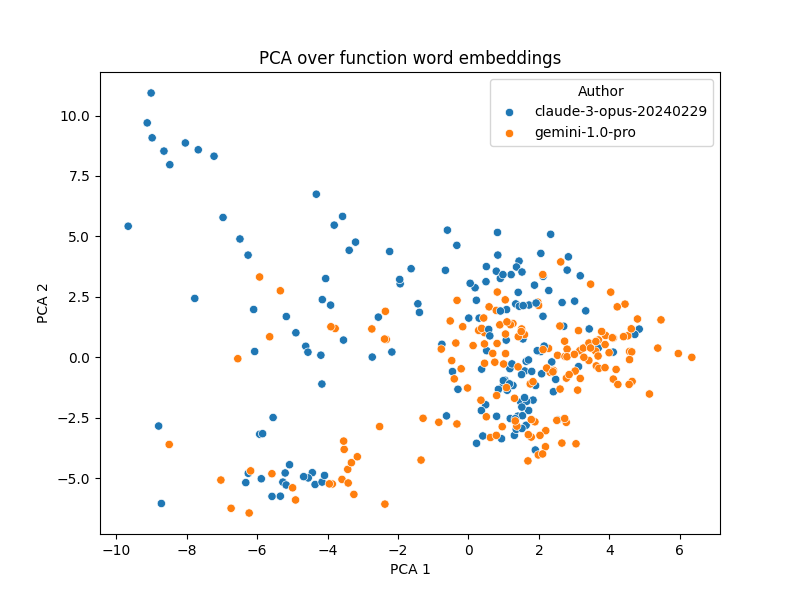 PCA over function word embeddings
Author
claude-3-opus-20240229
gemini-1.0-pro
10.0
7.5
5.0
2.5
0.0
−2.5
−5.0
PCA 2
−10
−8
−6
−4
−2
0
2
4
6
PCA 1